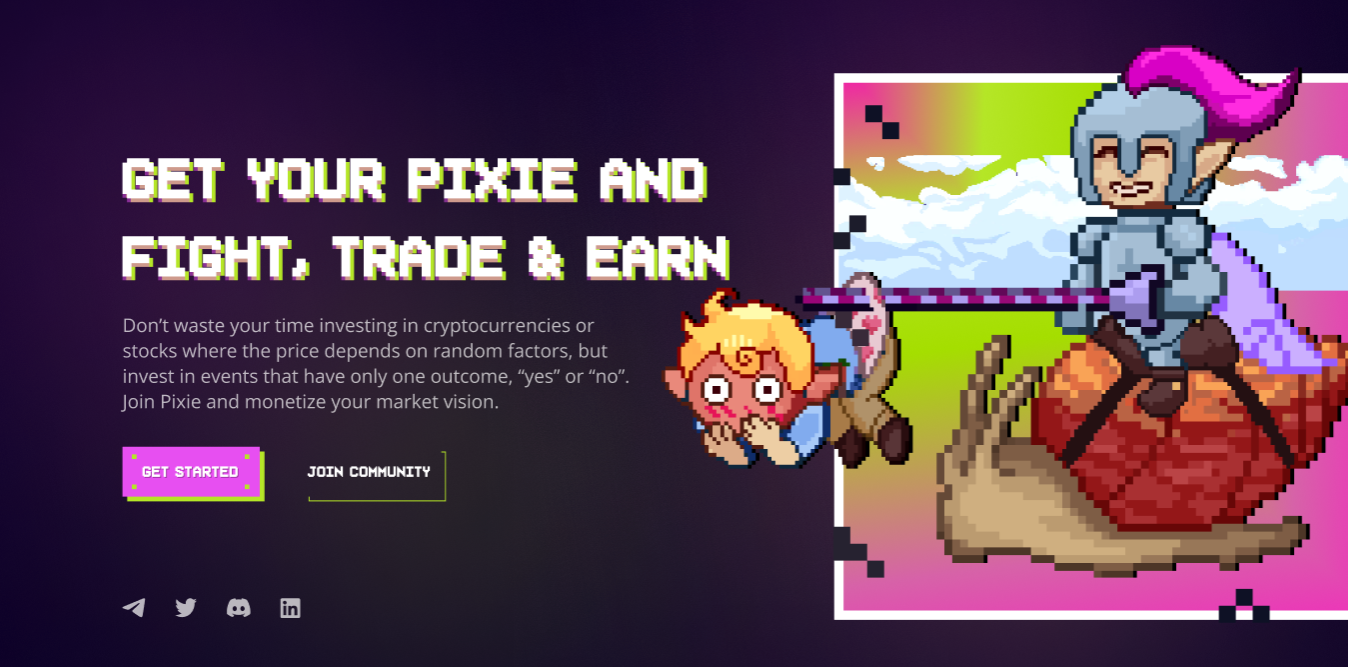 GET YOUR PIXIE AND
FIGHT, TRADE & EARN
Don’t waste your time investing in cryptocurrencies or
stocks where the price depends on random factors, but
invest in events that have only one outcome, “yes” or “no”.
Join Pixie and monetize your market vision.
GET STARTED
JOIN COMMUNITY